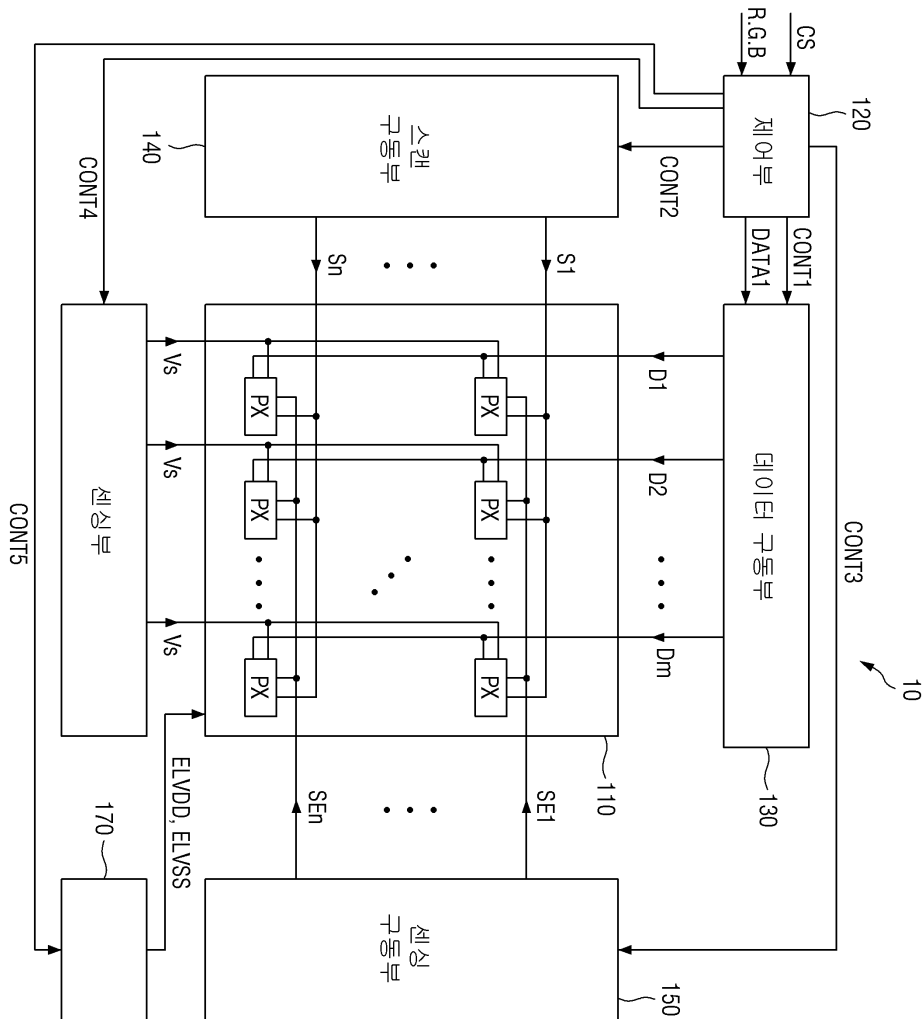 10
R.G.B
CS
120
제어부
CONT3
CONT1
DATA1
CONT2
데이터 구동부
130
D1
D2
Dm
140
스캔
구동부
S1
Sn
PX
PX
PX
PX
PX
PX
110
SE1
SEn
센싱
구동부
150
CONT4
CONT5
Vs
Vs
Vs
센싱부
ELVDD, ELVSS
170